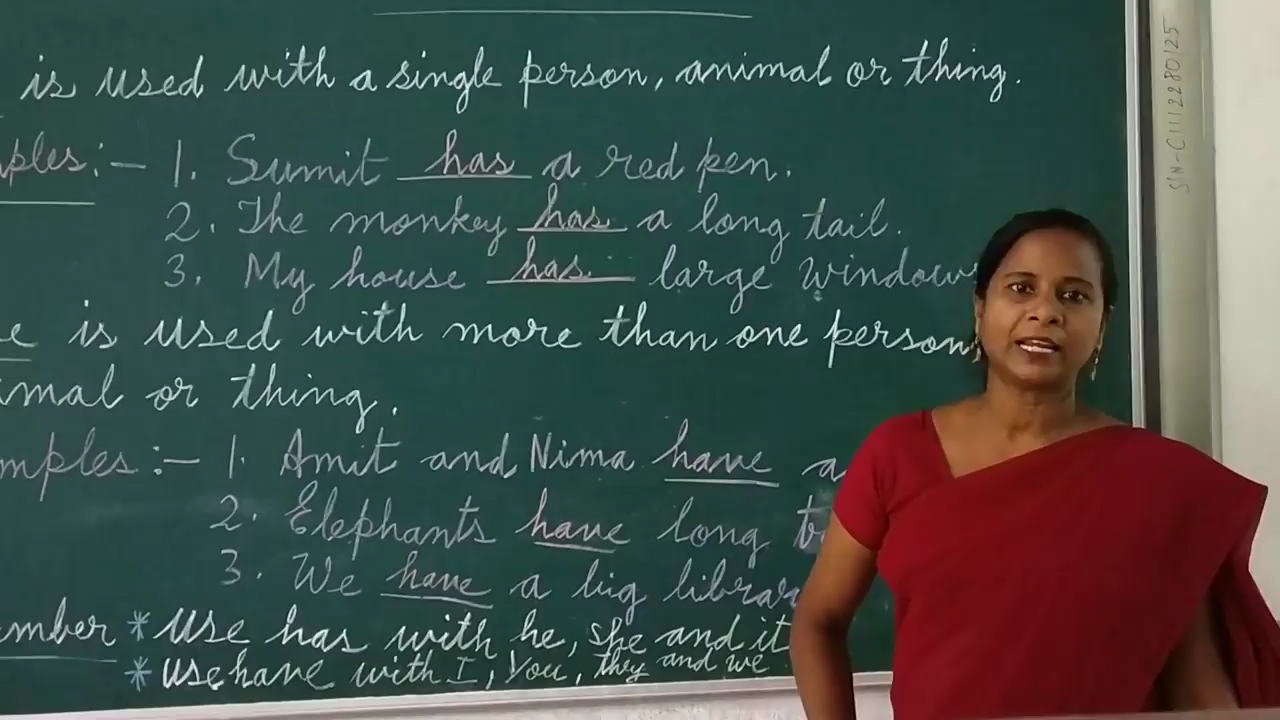 is used with a single person, animal or thing.
mples:- 1. Sumit has a red pen.
2. The monkey has a long tail.
3. My house has large window
e is used with more than one person
imal or thing.
mples:- 1. Amit and Nima have a
2. Elephants have long
3. We have a big librar
ember * Use has with he, she and it
* Use have with I, You, they and we